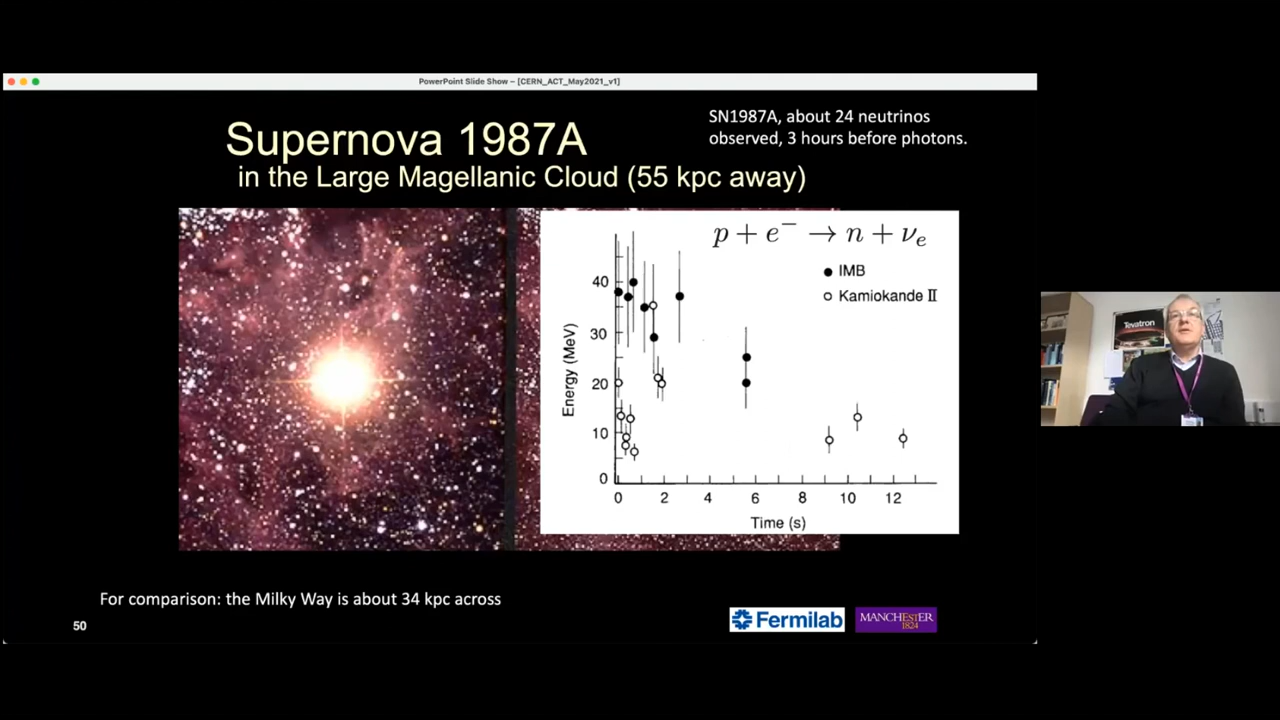 PowerPoint Slide Show – [CERN_ACT_May2021_v1]
SN1987A, about 24 neutrinos
observed, 3 hours before photons.
Supernova 1987A
in the Large Magellanic Cloud (55 kpc away)
p + e⁻ → n + νₑ
IMB
Kamiokande II
Energy (MeV)
40
30
20
10
0
0 2 4 6 8 10 12
Time (s)
For comparison: the Milky Way is about 34 kpc across
50
Fermilab
MANCHESTER
1824
Tevatron